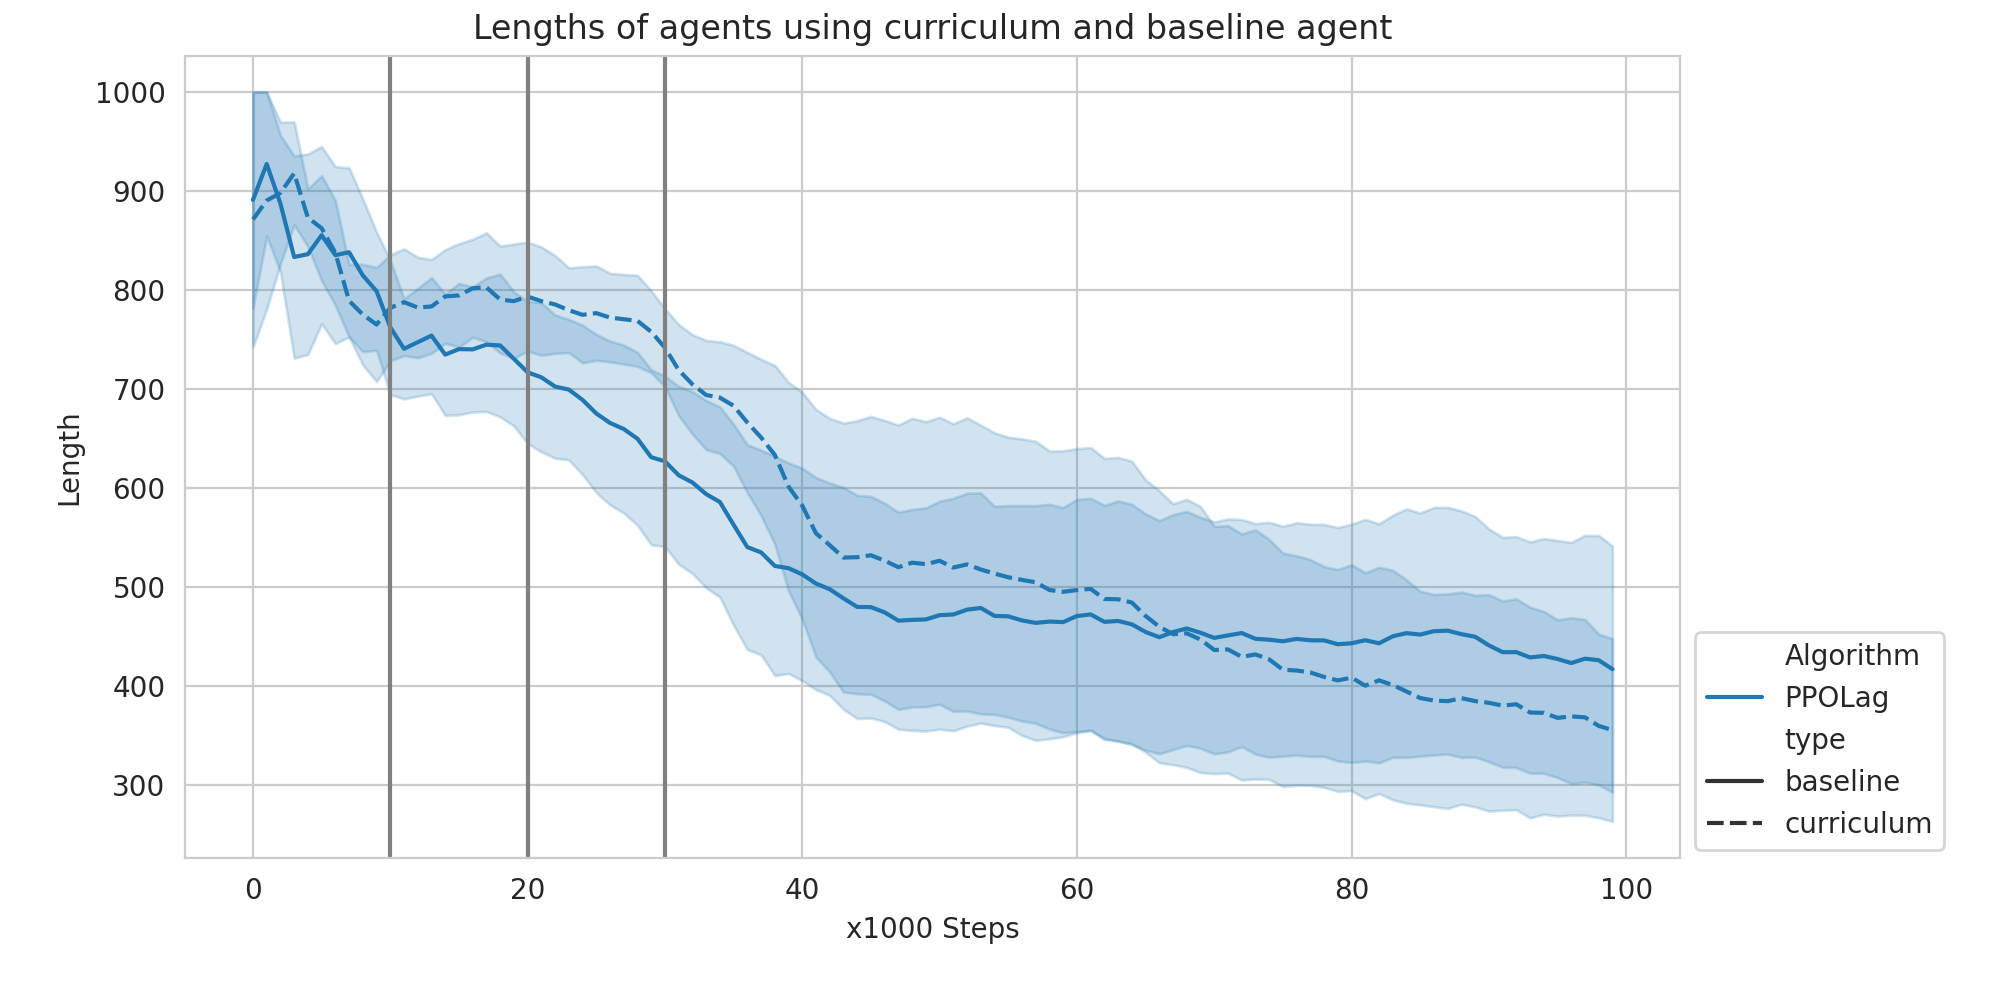 Lengths of agents using curriculum and baseline agent
1000
900
800
700
600
500
400
300
Length
0
20
40
60
80
100
x1000 Steps
Algorithm
PPOLag
type
baseline
curriculum